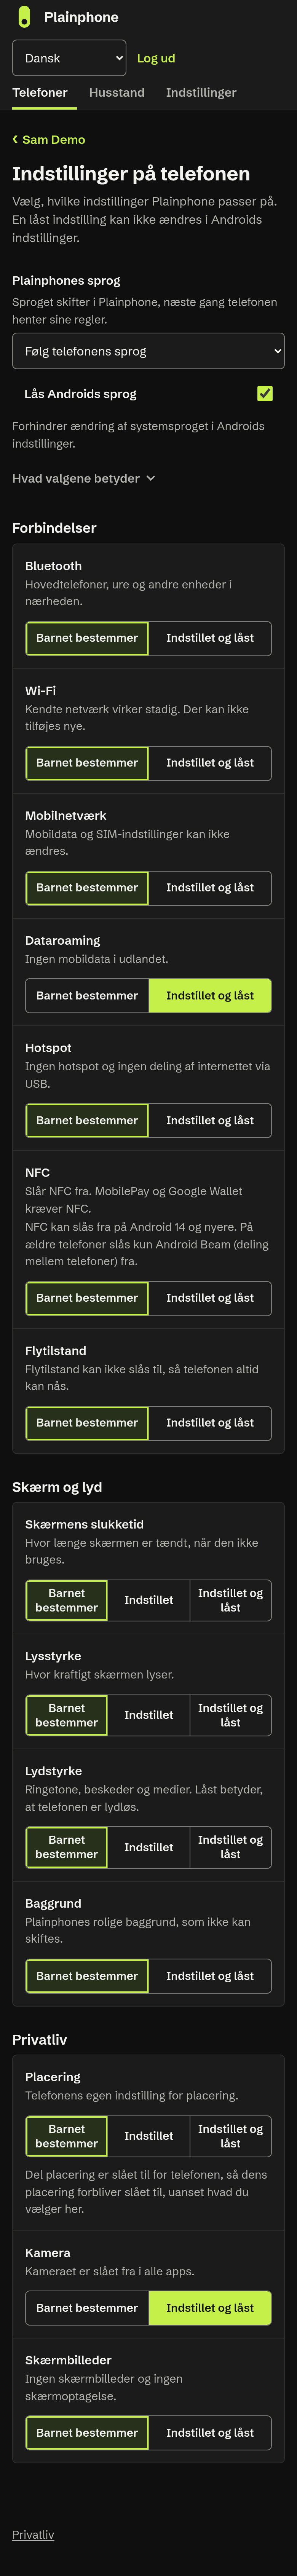 Plainphone
Dansk
Log ud
Telefoner
Husstand
Indstillinger
Sam Demo
Indstillinger på telefonen
Vælg, hvilke indstillinger Plainphone passer på.
En låst indstilling kan ikke ændres i Androids
indstillinger.
Plainphones sprog
Sproget skifter i Plainphone, næste gang telefonen
henter sine regler.
Følg telefonens sprog
Lås Androids sprog
Forhindrer ændring af systemsproget i Androids
indstillinger.
Hvad valgene betyder
Forbindelser
Bluetooth
Hovedtelefoner, ure og andre enheder i
nærheden.
Barnet bestemmer
Indstillet og låst
Wi-Fi
Kendte netværk virker stadig. Der kan ikke
tilføjes nye.
Barnet bestemmer
Indstillet og låst
Mobilnetværk
Mobildata og SIM-indstillinger kan ikke
ændres.
Barnet bestemmer
Indstillet og låst
Dataroaming
Ingen mobildata i udlandet.
Barnet bestemmer
Indstillet og låst
Hotspot
Ingen hotspot og ingen deling af internettet via
USB.
Barnet bestemmer
Indstillet og låst
NFC
Slår NFC fra. MobilePay og Google Wallet
kræver NFC.
NFC kan slås fra på Android 14 og nyere. På
ældre telefoner slås kun Android Beam (deling
mellem telefoner) fra.
Barnet bestemmer
Indstillet og låst
Flytilstand
Flytilstand kan ikke slås til, så telefonen altid
kan nås.
Barnet bestemmer
Indstillet og låst
Skærm og lyd
Skærmens slukketid
Hvor længe skærmen er tændt, når den ikke
bruges.
Barnet
bestemmer
Indstillet
Indstillet og
låst
Lysstyrke
Hvor kraftigt skærmen lyser.
Barnet
bestemmer
Indstillet
Indstillet og
låst
Lydstyrke
Ringetone, beskeder og medier. Låst betyder,
at telefonen er lydløs.
Barnet
bestemmer
Indstillet
Indstillet og
låst
Baggrund
Plainphones rolige baggrund, som ikke kan
skiftes.
Barnet bestemmer
Indstillet og låst
Privatliv
Placering
Telefonens egen indstilling for placering.
Barnet
bestemmer
Indstillet
Indstillet og
låst
Del placering er slået til for telefonen, så dens
placering forbliver slået til, uanset hvad du
vælger her.
Kamera
Kameraet er slået fra i alle apps.
Barnet bestemmer
Indstillet og låst
Skærmbilleder
Ingen skærmbilleder og ingen
skærmoptagelse.
Barnet bestemmer
Indstillet og låst
Privatliv